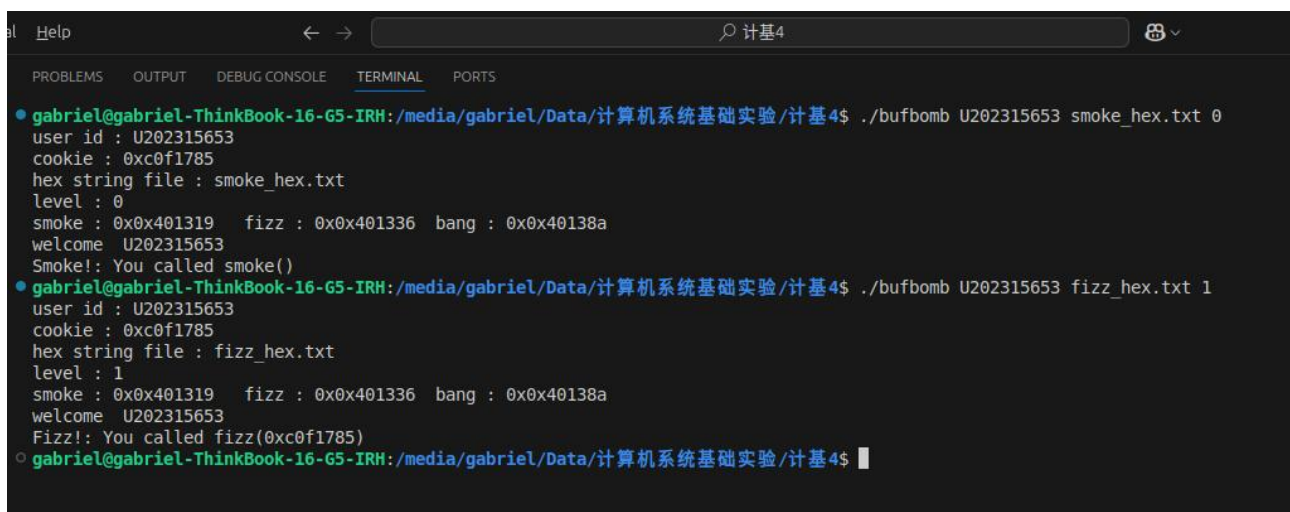 al Help ← → 计基4
PROBLEMS OUTPUT DEBUG CONSOLE TERMINAL PORTS
gabriel@gabriel-ThinkBook-16-G5-IRH:/media/gabriel/Data/计算机系统基础实验/计基4$ ./bufbomb U202315653 smoke_hex.txt 0
user id : U202315653
cookie : 0xc0f1785
hex string file : smoke_hex.txt
level : 0
smoke : 0x0x401319 fizz : 0x0x401336 bang : 0x0x40138a
welcome U202315653
Smoke!: You called smoke()
gabriel@gabriel-ThinkBook-16-G5-IRH:/media/gabriel/Data/计算机系统基础实验/计基4$ ./bufbomb U202315653 fizz_hex.txt 1
user id : U202315653
cookie : 0xc0f1785
hex string file : fizz_hex.txt
level : 1
smoke : 0x0x401319 fizz : 0x0x401336 bang : 0x0x40138a
welcome U202315653
Fizz!: You called fizz(0xc0f1785)
gabriel@gabriel-ThinkBook-16-G5-IRH:/media/gabriel/Data/计算机系统基础实验/计基4$